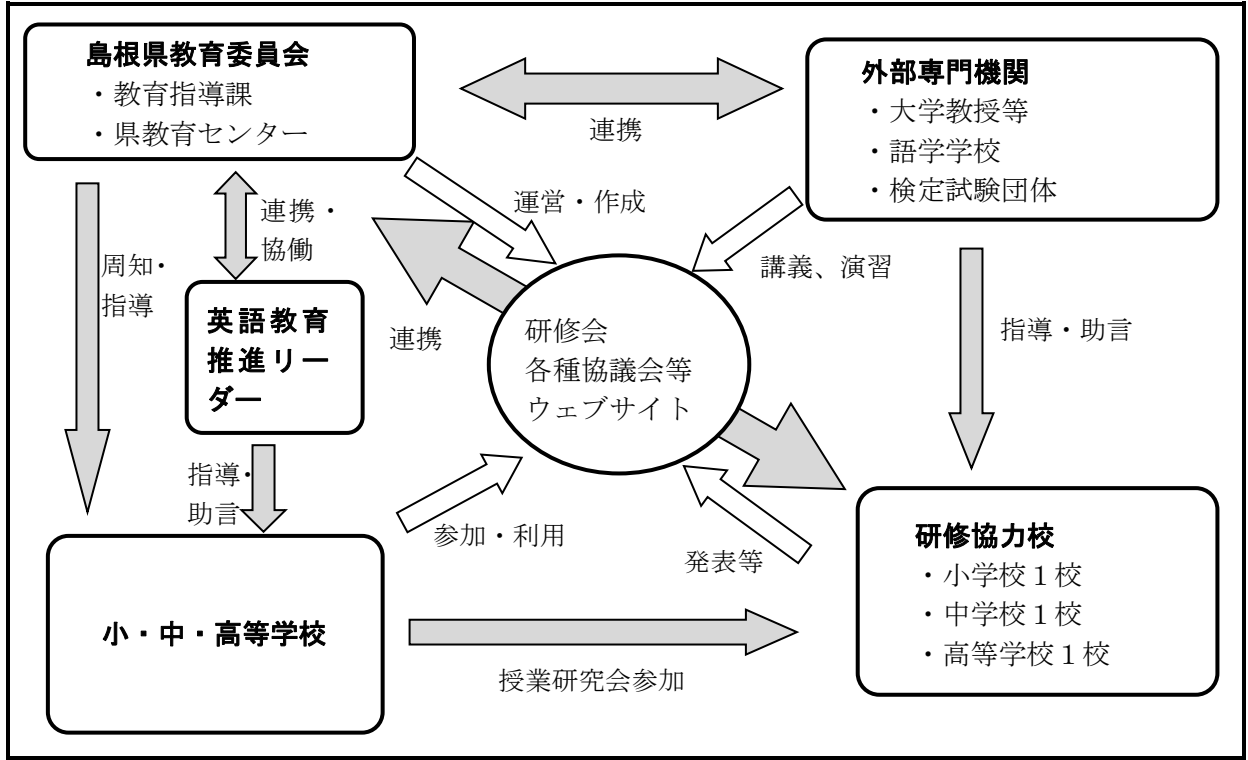 島根県教育委員会
・教育指導課
・県教育センター
外部専門機関
・大学教授等
・語学学校
・検定試験団体
連携
運営・作成
連携・
協働
講義、演習
周知・
指導
英語教育
推進リー
ダー
連携
研修会
各種協議会等
ウェブサイト
指導・助言
指導・
助言
参加・利用
発表等
研修協力校
・小学校１校
・中学校１校
・高等学校１校
小・中・高等学校
授業研究会参加